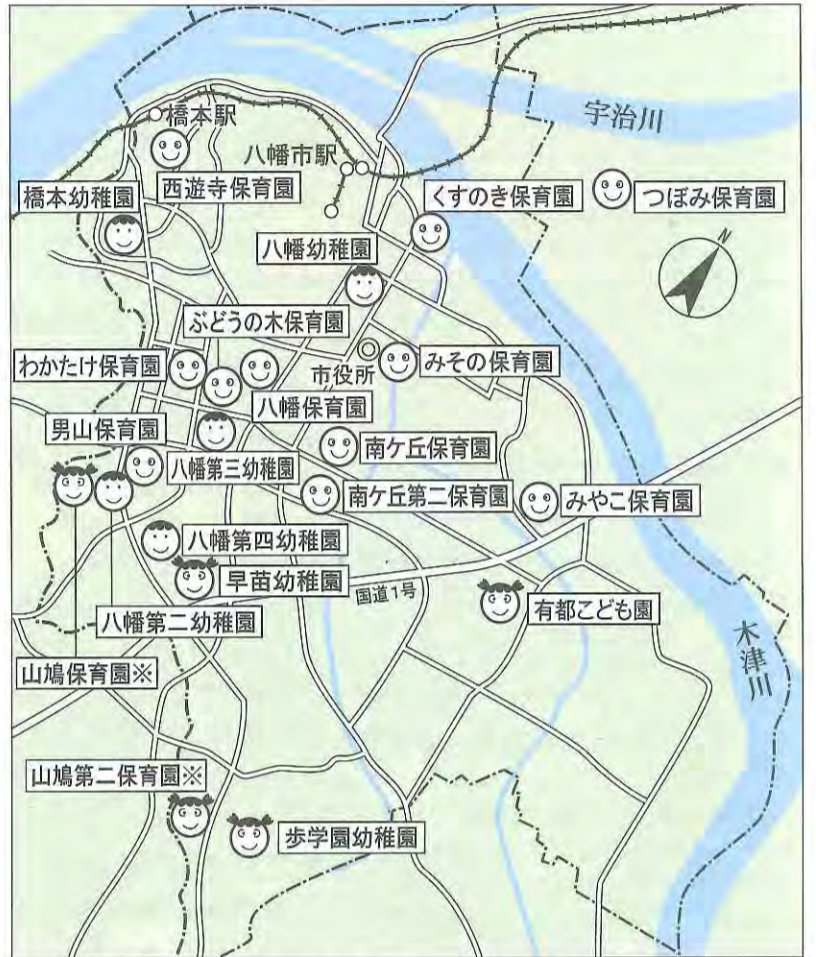 宇治川
橋本駅
八幡市駅
西遊寺保育園
橋本幼稚園
くすのき保育園
つぼみ保育園
八幡幼稚園
N
ぶどうの木保育園
わかたけ保育園
市役所
みその保育園
八幡保育園
男山保育園
八幡第三幼稚園
南ケ丘保育園
南ケ丘第二保育園
みやこ保育園
八幡第四幼稚園
早苗幼稚園
国道1号
有都こども園
八幡第二幼稚園
木津川
山鳩保育園※
山鳩第二保育園※
歩学園幼稚園